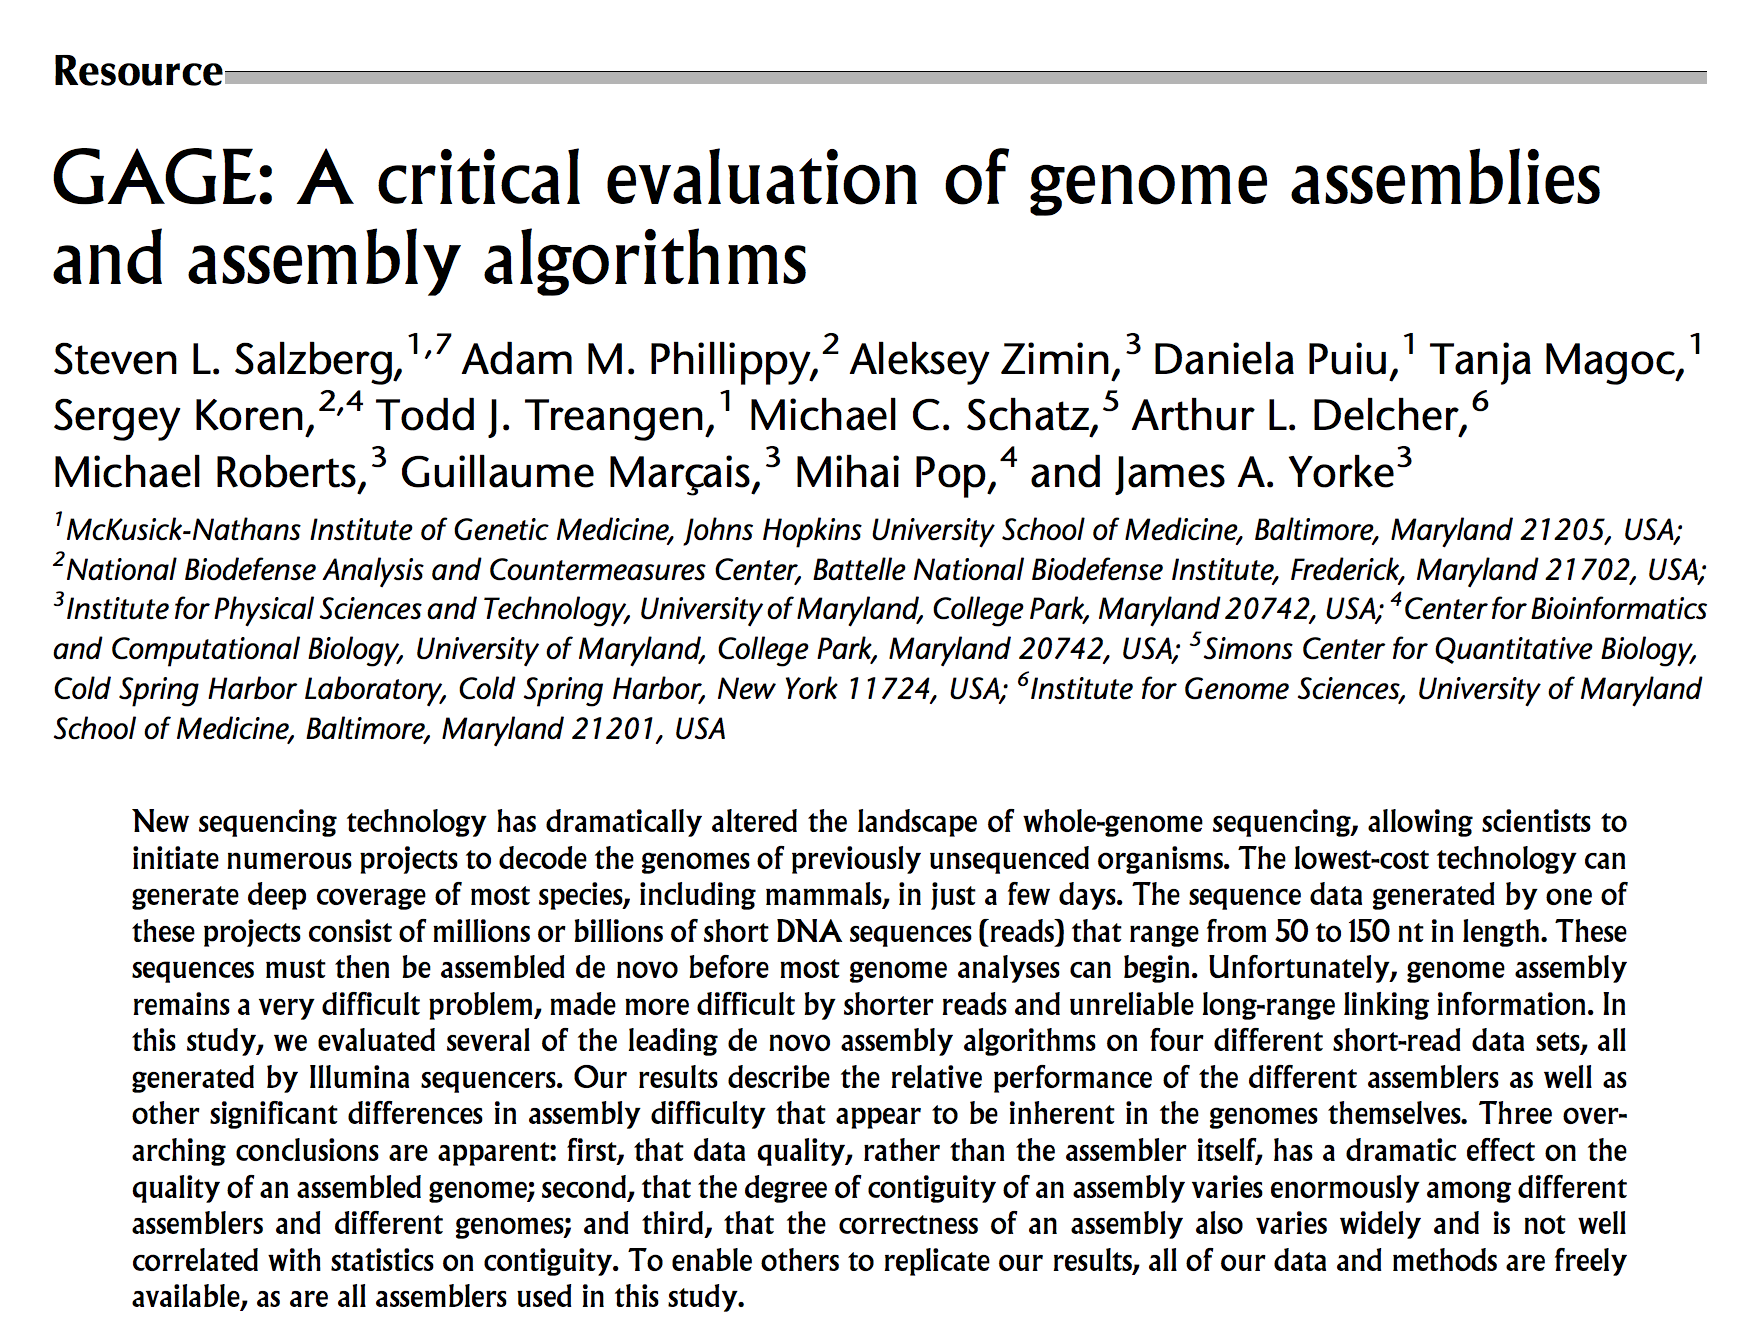 Resource
GAGE: A critical evaluation of genome assemblies
and assembly algorithms
Steven L. Salzberg,1,7 Adam M. Phillippy,2 Aleksey Zimin,3 Daniela Puiu,1 Tanja Magoc,1
Sergey Koren,2,4 Todd J. Treangen,1 Michael C. Schatz,5 Arthur L. Delcher,6
Michael Roberts,3 Guillaume Marçais,3 Mihai Pop,4 and James A. Yorke3
1McKusick-Nathans Institute of Genetic Medicine, Johns Hopkins University School of Medicine, Baltimore, Maryland 21205, USA;
2National Biodefense Analysis and Countermeasures Center, Battelle National Biodefense Institute, Frederick, Maryland 21702, USA;
3Institute for Physical Sciences and Technology, University of Maryland, College Park, Maryland 20742, USA; 4Center for Bioinformatics
and Computational Biology, University of Maryland, College Park, Maryland 20742, USA; 5Simons Center for Quantitative Biology,
Cold Spring Harbor Laboratory, Cold Spring Harbor, New York 11724, USA; 6Institute for Genome Sciences, University of Maryland
School of Medicine, Baltimore, Maryland 21201, USA
New sequencing technology has dramatically altered the landscape of whole-genome sequencing, allowing scientists to
initiate numerous projects to decode the genomes of previously unsequenced organisms. The lowest-cost technology can
generate deep coverage of most species, including mammals, in just a few days. The sequence data generated by one of
these projects consist of millions or billions of short DNA sequences (reads) that range from 50 to 150 nt in length. These
sequences must then be assembled de novo before most genome analyses can begin. Unfortunately, genome assembly
remains a very difficult problem, made more difficult by shorter reads and unreliable long-range linking information. In
this study, we evaluated several of the leading de novo assembly algorithms on four different short-read data sets, all
generated by Illumina sequencers. Our results describe the relative performance of the different assemblers as well as
other significant differences in assembly difficulty that appear to be inherent in the genomes themselves. Three over-
arching conclusions are apparent: first, that data quality, rather than the assembler itself, has a dramatic effect on the
quality of an assembled genome; second, that the degree of contiguity of an assembly varies enormously among different
assemblers and different genomes; and third, that the correctness of an assembly also varies widely and is not well
correlated with statistics on contiguity. To enable others to replicate our results, all of our data and methods are freely
available, as are all assemblers used in this study.